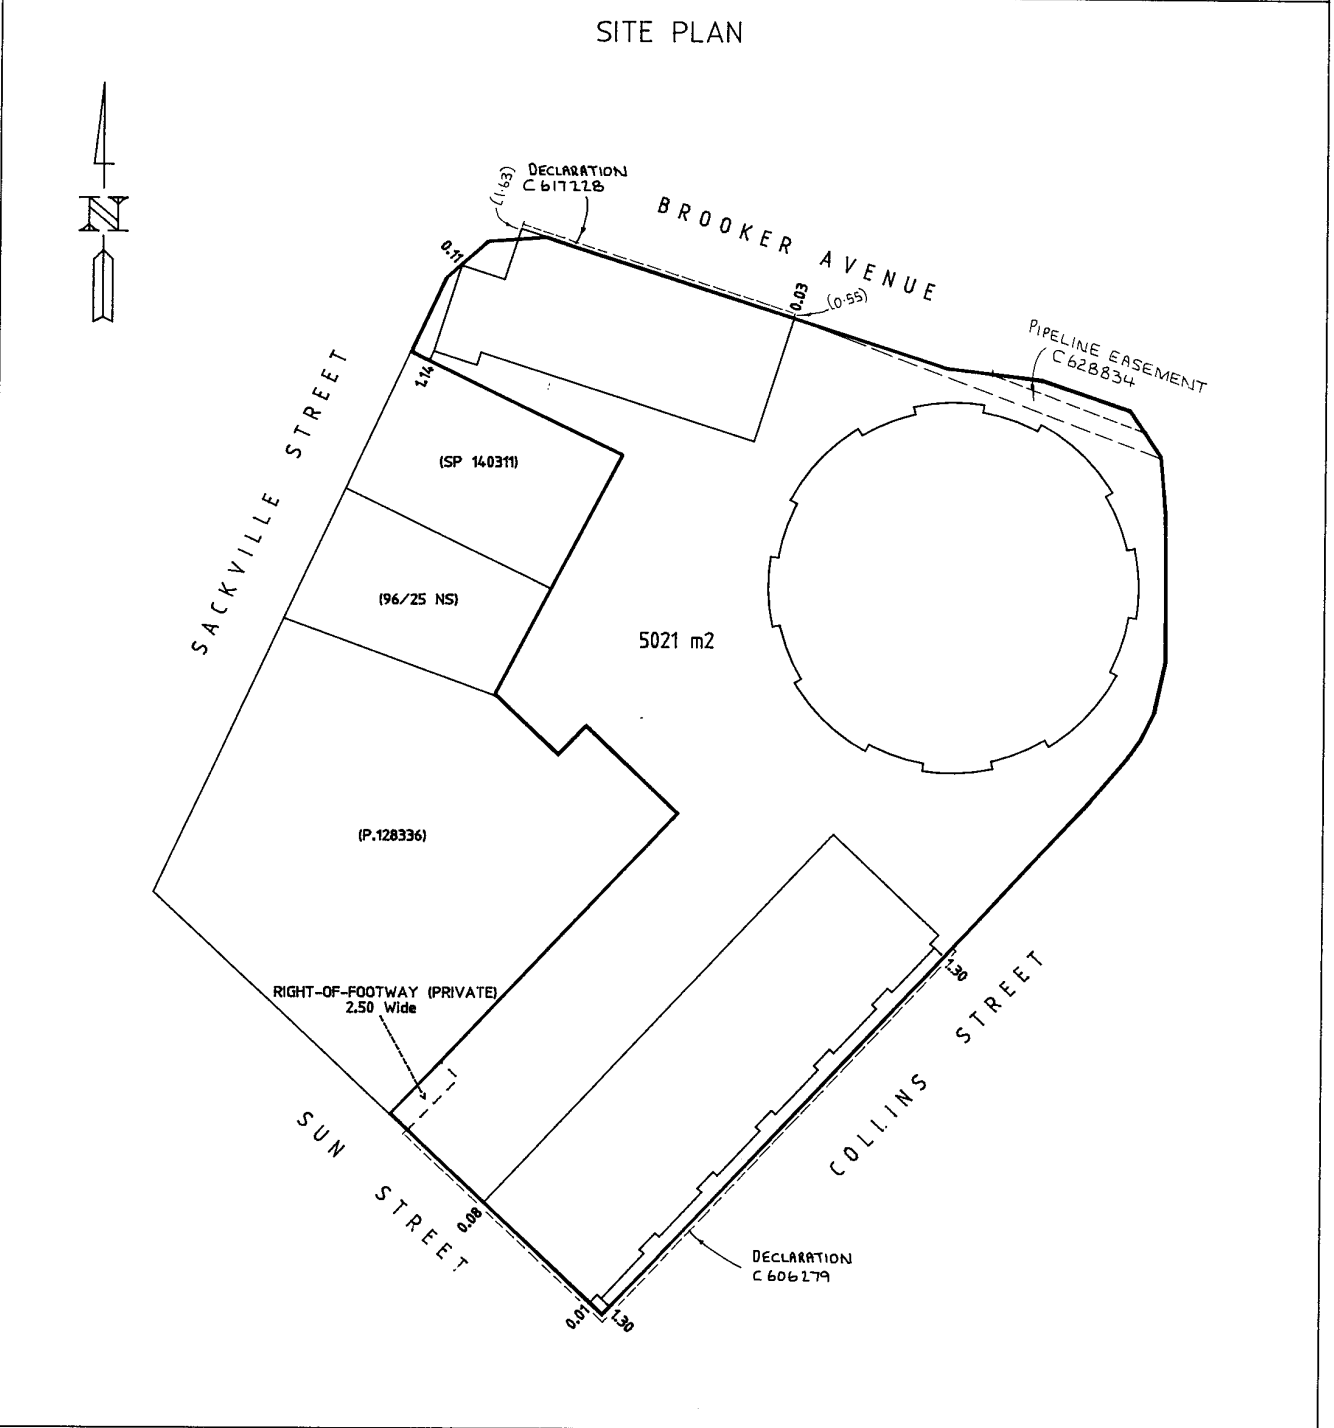 SITE PLAN
N
DECLARATION
C617228
(1.63)
BROOKER AVENUE
0.11
0.03
(0.55)
PIPELINE EASEMENT
C628834
1.14
SACKVILLE STREET
(SP 140311)
(96/25 NS)
5021 m2
(P.128336)
RIGHT-OF-FOOTWAY (PRIVATE)
2.50 Wide
1.30
COLLINS STREET
SUN STREET
0.08
DECLARATION
C606279
0.01
1.30